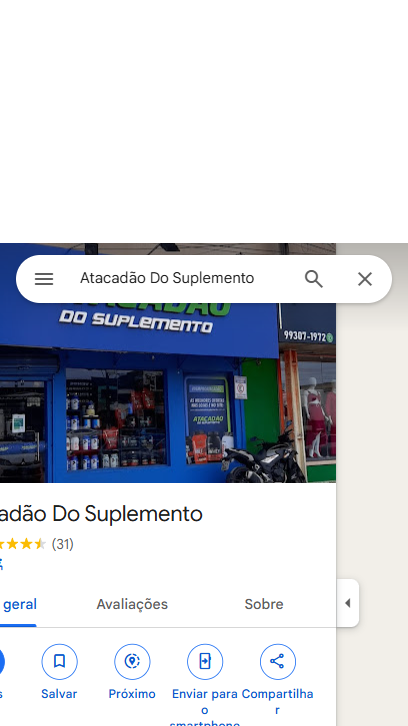 Atacadão Do Suplemento
ATACADÃO
DO SUPLEMENTO
99307-1972
ATACADÃO
adão Do Suplemento
(31)
geral
Avaliações
Sobre
s
Salvar
Próximo
Enviar para o smartphone
Compartilhar